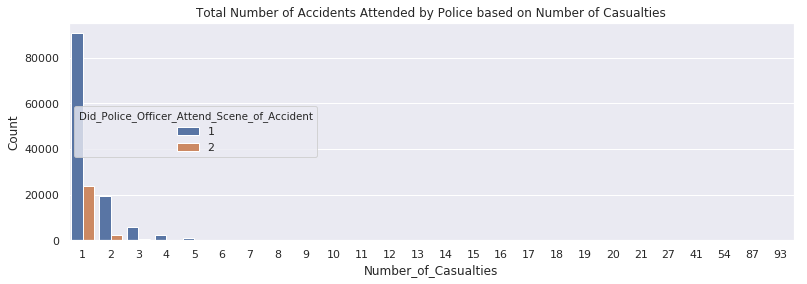 Total Number of Accidents Attended by Police based on Number of Casualties
80000
60000
40000
20000
0
Count
Did_Police_Officer_Attend_Scene_of_Accident
1
2
1 2 3 4 5 6 7 8 9 10 11 12 13 14 15 16 17 18 19 20 21 27 41 54 87 93
Number_of_Casualties